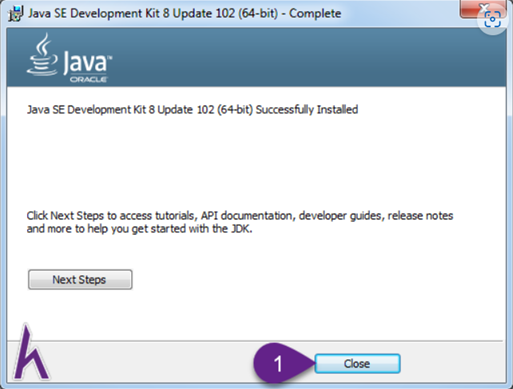 Java SE Development Kit 8 Update 102 (64-bit) - Complete
Java™
ORACLE
Java SE Development Kit 8 Update 102 (64-bit) Successfully Installed
Click Next Steps to access tutorials, API documentation, developer guides, release notes
and more to help you get started with the JDK.
Next Steps
1
Close